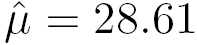 μ̂ = 28.61